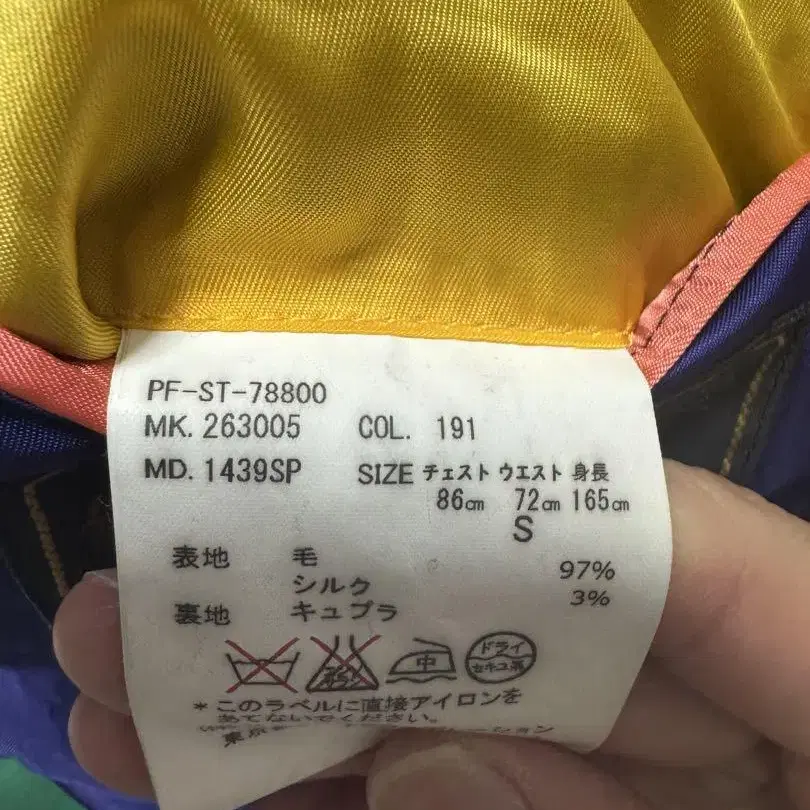 PF-ST-78800
MK. 263005 COL. 191
MD. 1439SP SIZE チェスト ウエスト 身長
86cm 72cm 165cm
S
表地 毛 97%
シルク 3%
裏地 キュプラ
中 ドライ
セキユ系
*このラベルに直接アイロンを
あてないでください。
東京